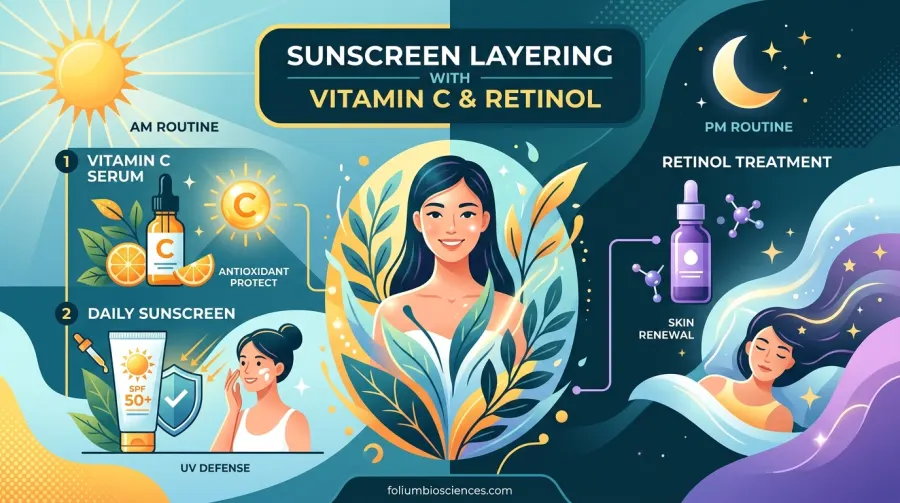 SUNSCREEN LAYERING
WITH
VITAMIN C & RETINOL
AM ROUTINE
1 VITAMIN C
SERUM
C
C
ANTIOXIDANT
PROTECT
2 DAILY SUNSCREEN
SPF
50+
UV DEFENSE
PM ROUTINE
RETINOL TREATMENT
SKIN
RENEWAL
foliumbiosciences.com